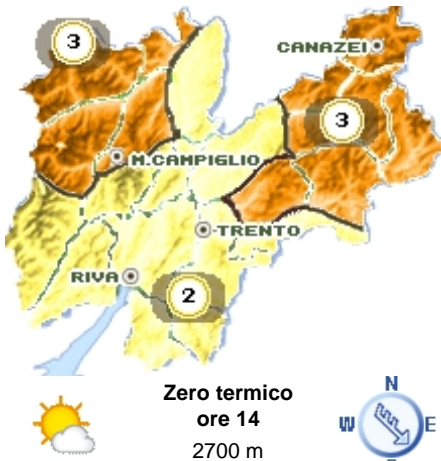 3
CANAZEI
3
M.CAMPIGLIO
TRENTO
RIVA
2
Zero termico
ore 14
2700 m
N
W E